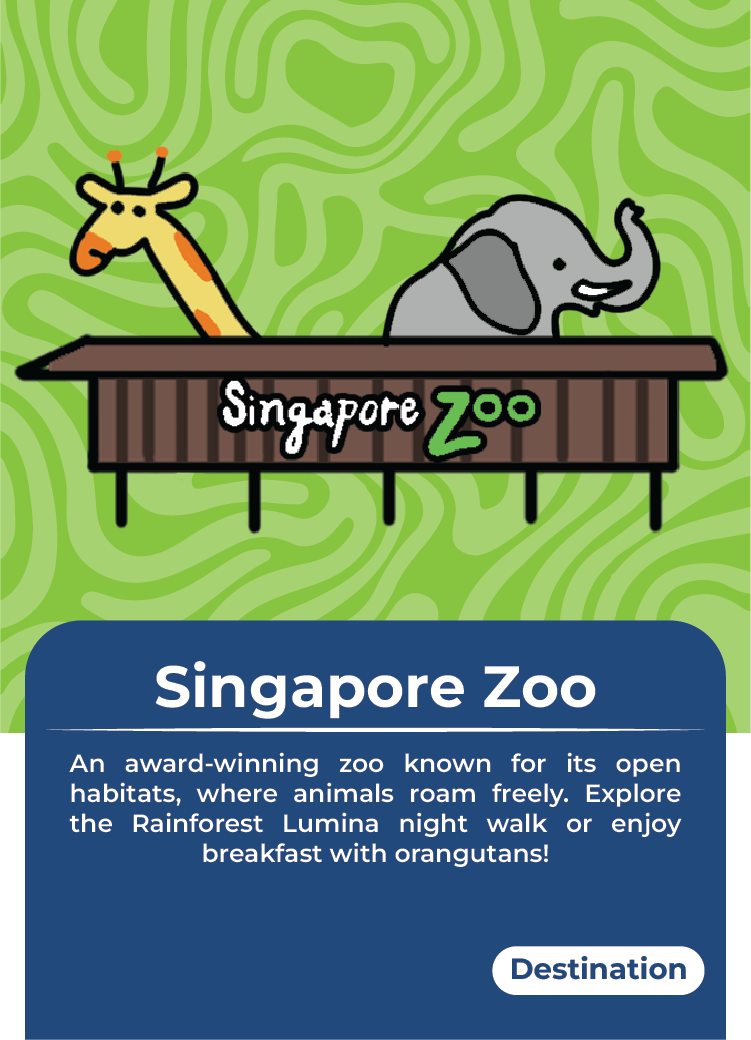 Singapore Zoo
Singapore Zoo
An award-winning zoo known for its open
habitats, where animals roam freely. Explore
the Rainforest Lumina night walk or enjoy
breakfast with orangutans!
Destination